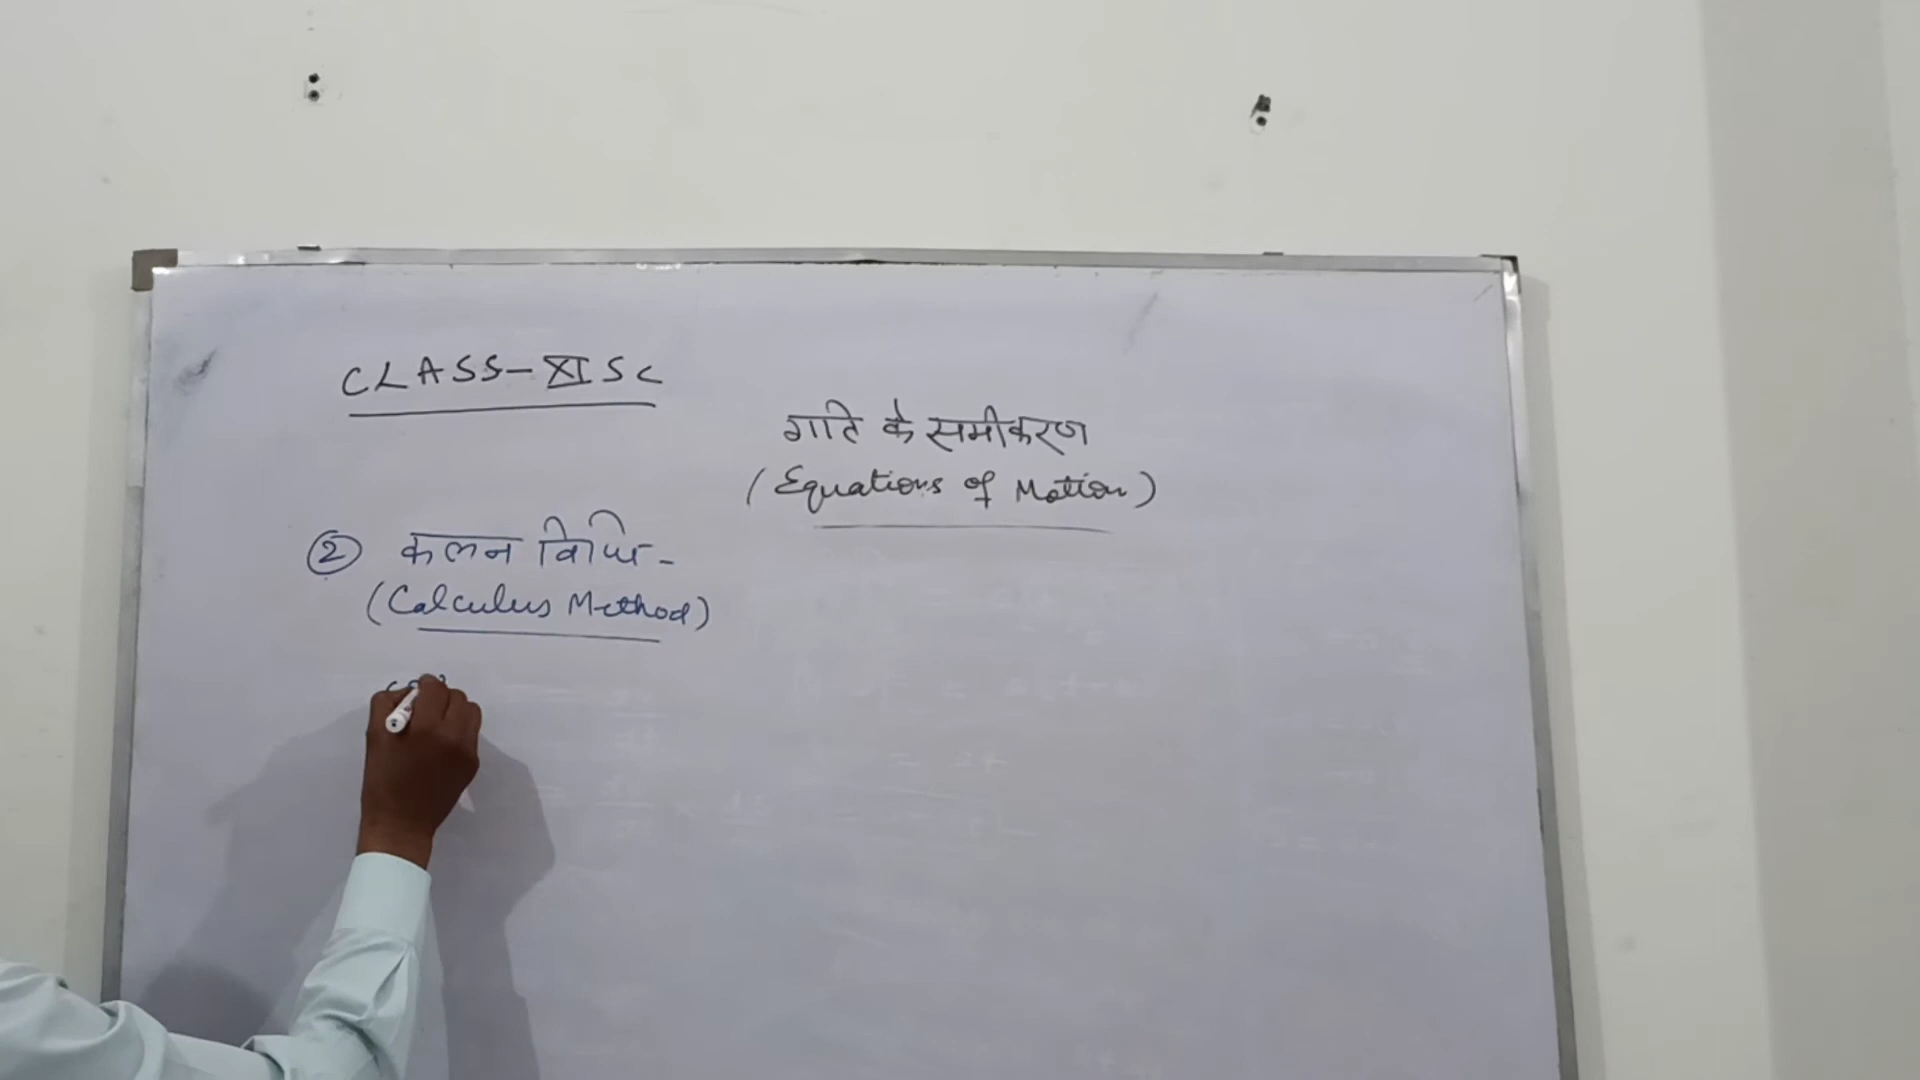 CLASS-XI SC
गति के समीकरण
(Equations of Motion)
② कलन विधि-
(Calculus Method)